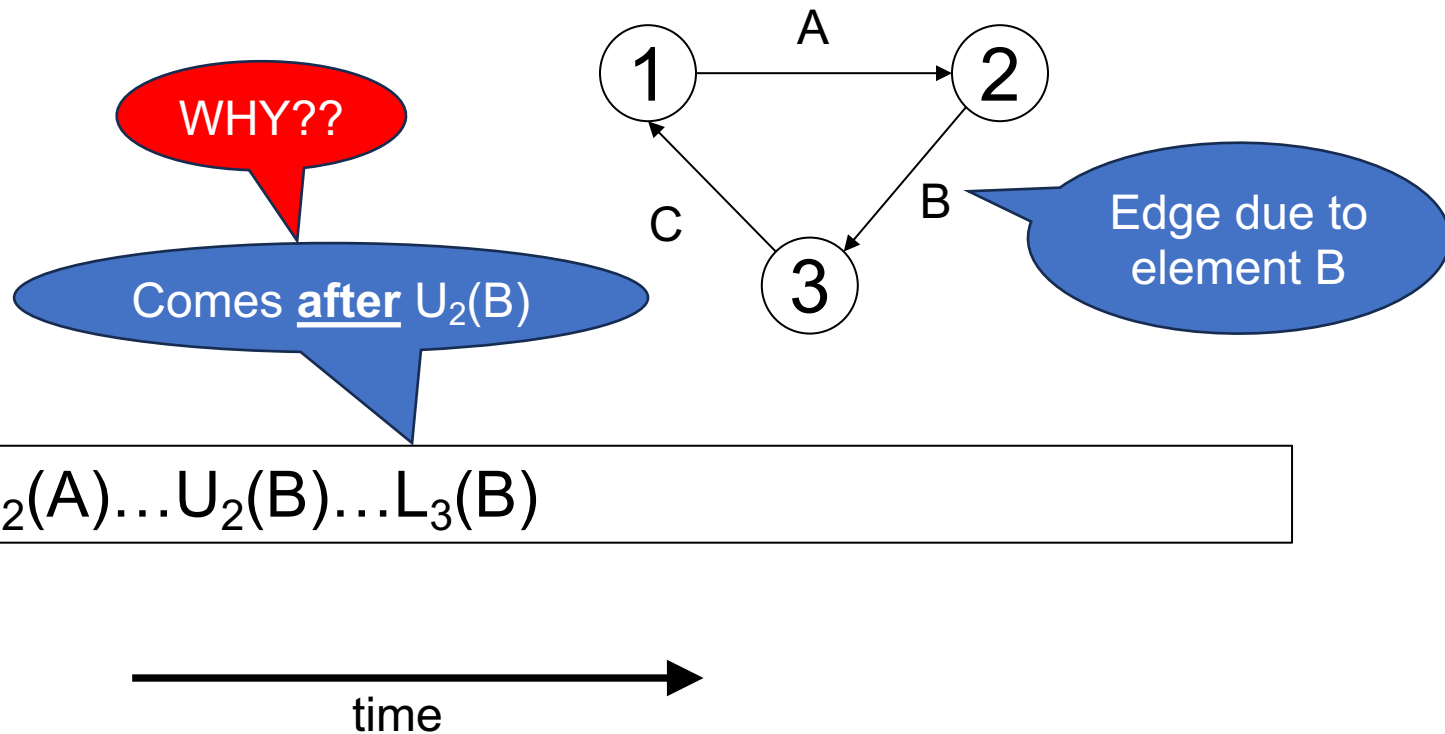 A
1
2
WHY??
B
Edge due to
element B
C
3
Comes after U₂(B)
₂(A)…U₂(B)…L₃(B)
time